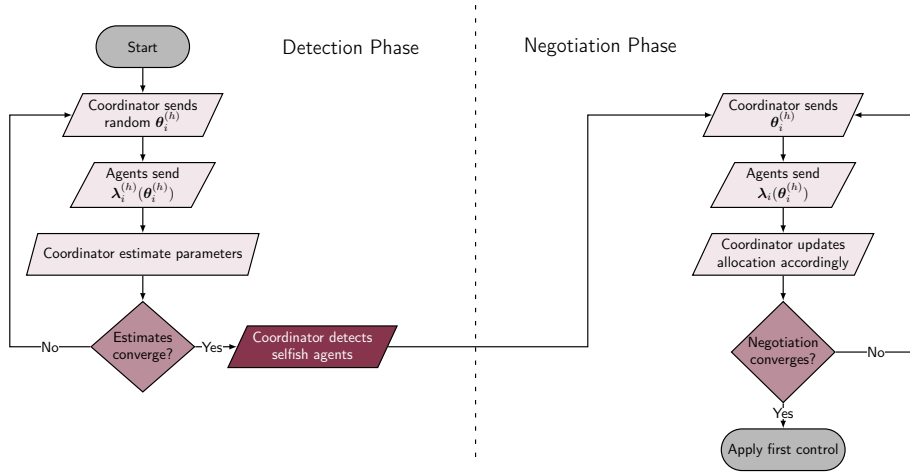 Detection Phase
Negotiation Phase
Start
Coordinator sends
random θ_i^(h)
Agents send
λ_i^(h)(θ_i^(h))
Coordinator estimate parameters
Estimates
converge?
No
Yes
Coordinator detects
selfish agents
Coordinator sends
θ_i^(h)
Agents send
λ_i(θ_i^(h))
Coordinator updates
allocation accordingly
Negotiation
converges?
No
Yes
Apply first control